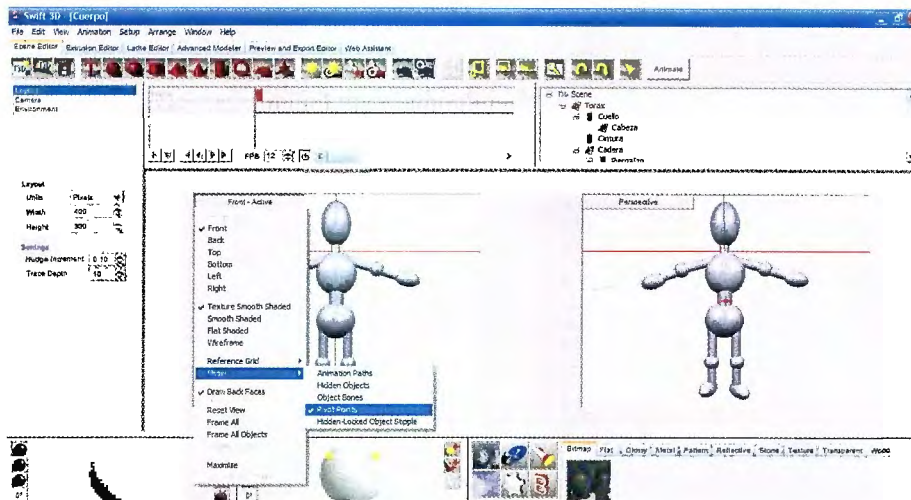 Swift 3D - [Cuerpo]
File Edit View Animation Setup Arrange Window Help
Scene Editor Extrusion Editor Lathe Editor Advanced Modeler Preview and Export Editor Web Assistant
Animate
Layout
Camera
Environment
FPS 12
Scene
Torax
Cuello
Cabeza
Cintura
Cadera
Layout
Units Pixels
Width 400
Height 300
Settings
Nudge Increment 0.10
Trace Depth 10
Front - Active
Front
Back
Top
Bottom
Left
Right
Texture Smooth Shaded
Smooth Shaded
Flat Shaded
Wireframe
Reference Grid
Show
Draw Back Faces
Reset View
Frame All
Frame All Objects
Maximize
Animation Paths
Hidden Objects
Object Bones
Pivot Points
Hidden-Locked Object Stipple
Perspective
Bitmap Flat Glossy Metal Pattern Reflective Stone Texture Transparent Wood
0°
0°